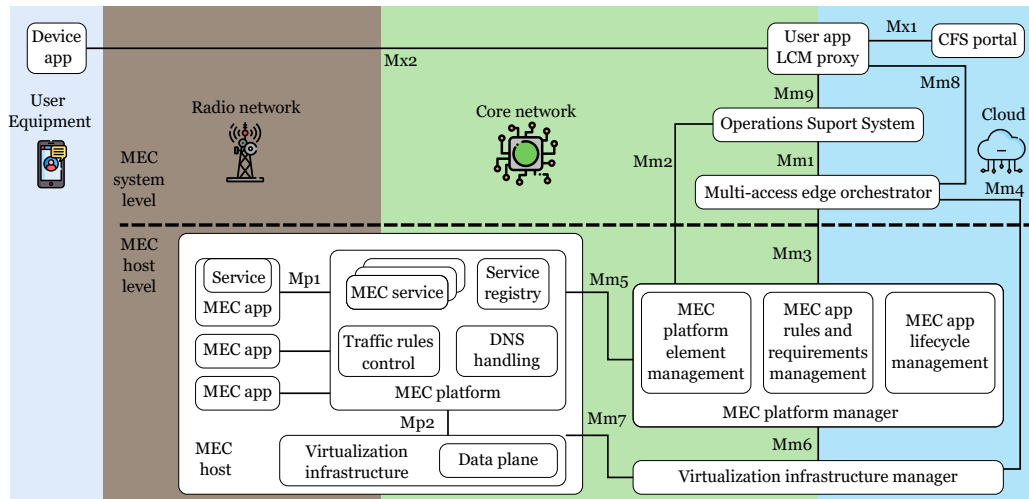 Device
app
Mx2
User app
LCM proxy
Mx1
CFS portal
Mm8
User
Equipment
Radio network
Core network
Mm9
Operations Suport System
Cloud
MEC
system
level
Mm2
Mm1
Multi-access edge orchestrator
Mm4
MEC
host
level
Mm3
Service
MEC app
Mp1
MEC service
Service
registry
Mm5
MEC app
MEC app
Traffic rules
control
DNS
handling
MEC platform
MEC
platform
element
management
MEC app
rules and
requirements
management
MEC app
lifecycle
management
MEC platform manager
Mp2
Mm7
Mm6
MEC
host
Virtualization
infrastructure
Data plane
Virtualization infrastructure manager